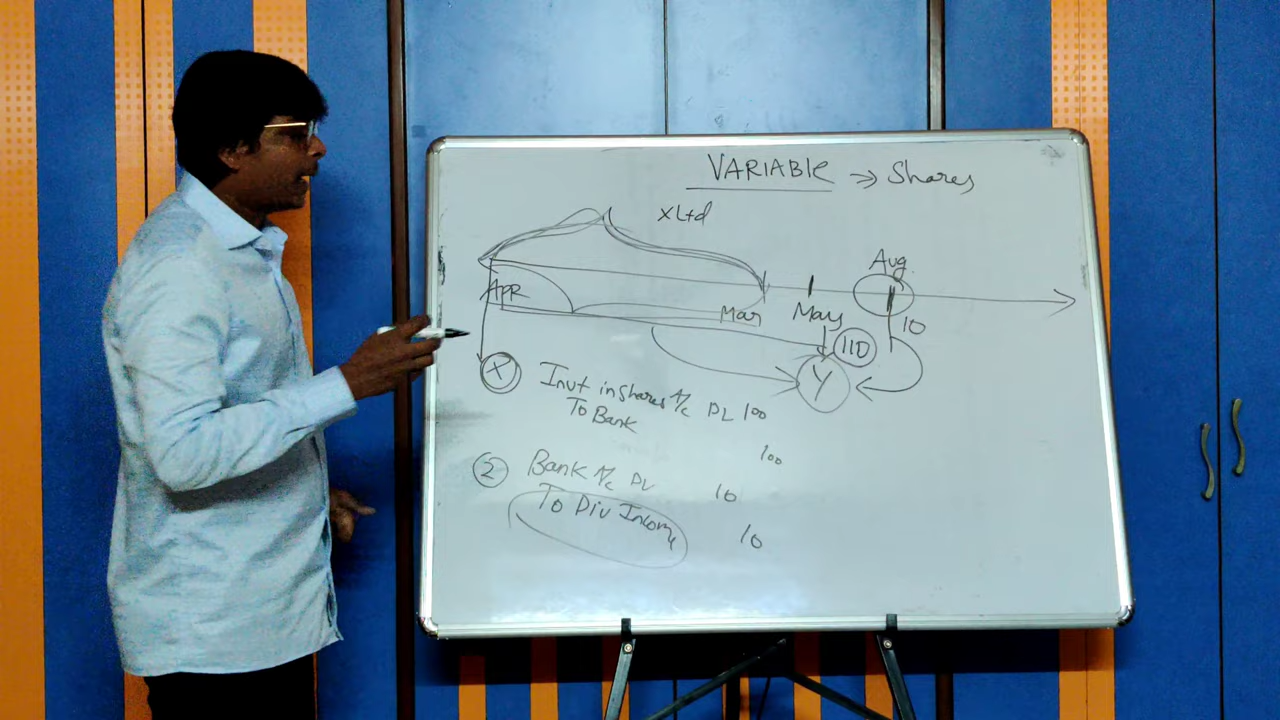 VARIABLE → Shares
X Ltd
Aug
APR
Mar
May
10
110
X
Y
Invt in shares A/c Dr 100
To Bank
100
2 Bank A/c Dr 10
To Div Income
10